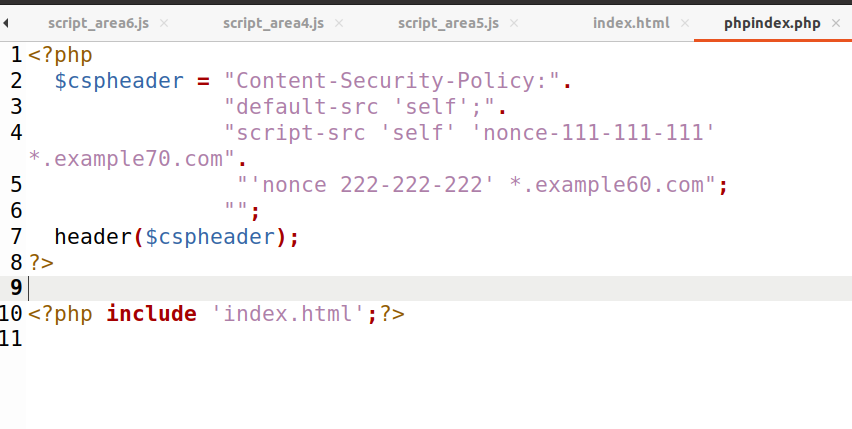 script_area6.js × script_area4.js × script_area5.js × index.html × phpindex.php ×
1 <?php
2   $cspheader = "Content-Security-Policy:".
3                "default-src 'self';".
4                "script-src 'self' 'nonce-111-111-111'
*.example70.com".
5                 "'nonce 222-222-222' *.example60.com";
6                "";
7   header($cspheader);
8 ?>
9
10 <?php include 'index.html';?>
11